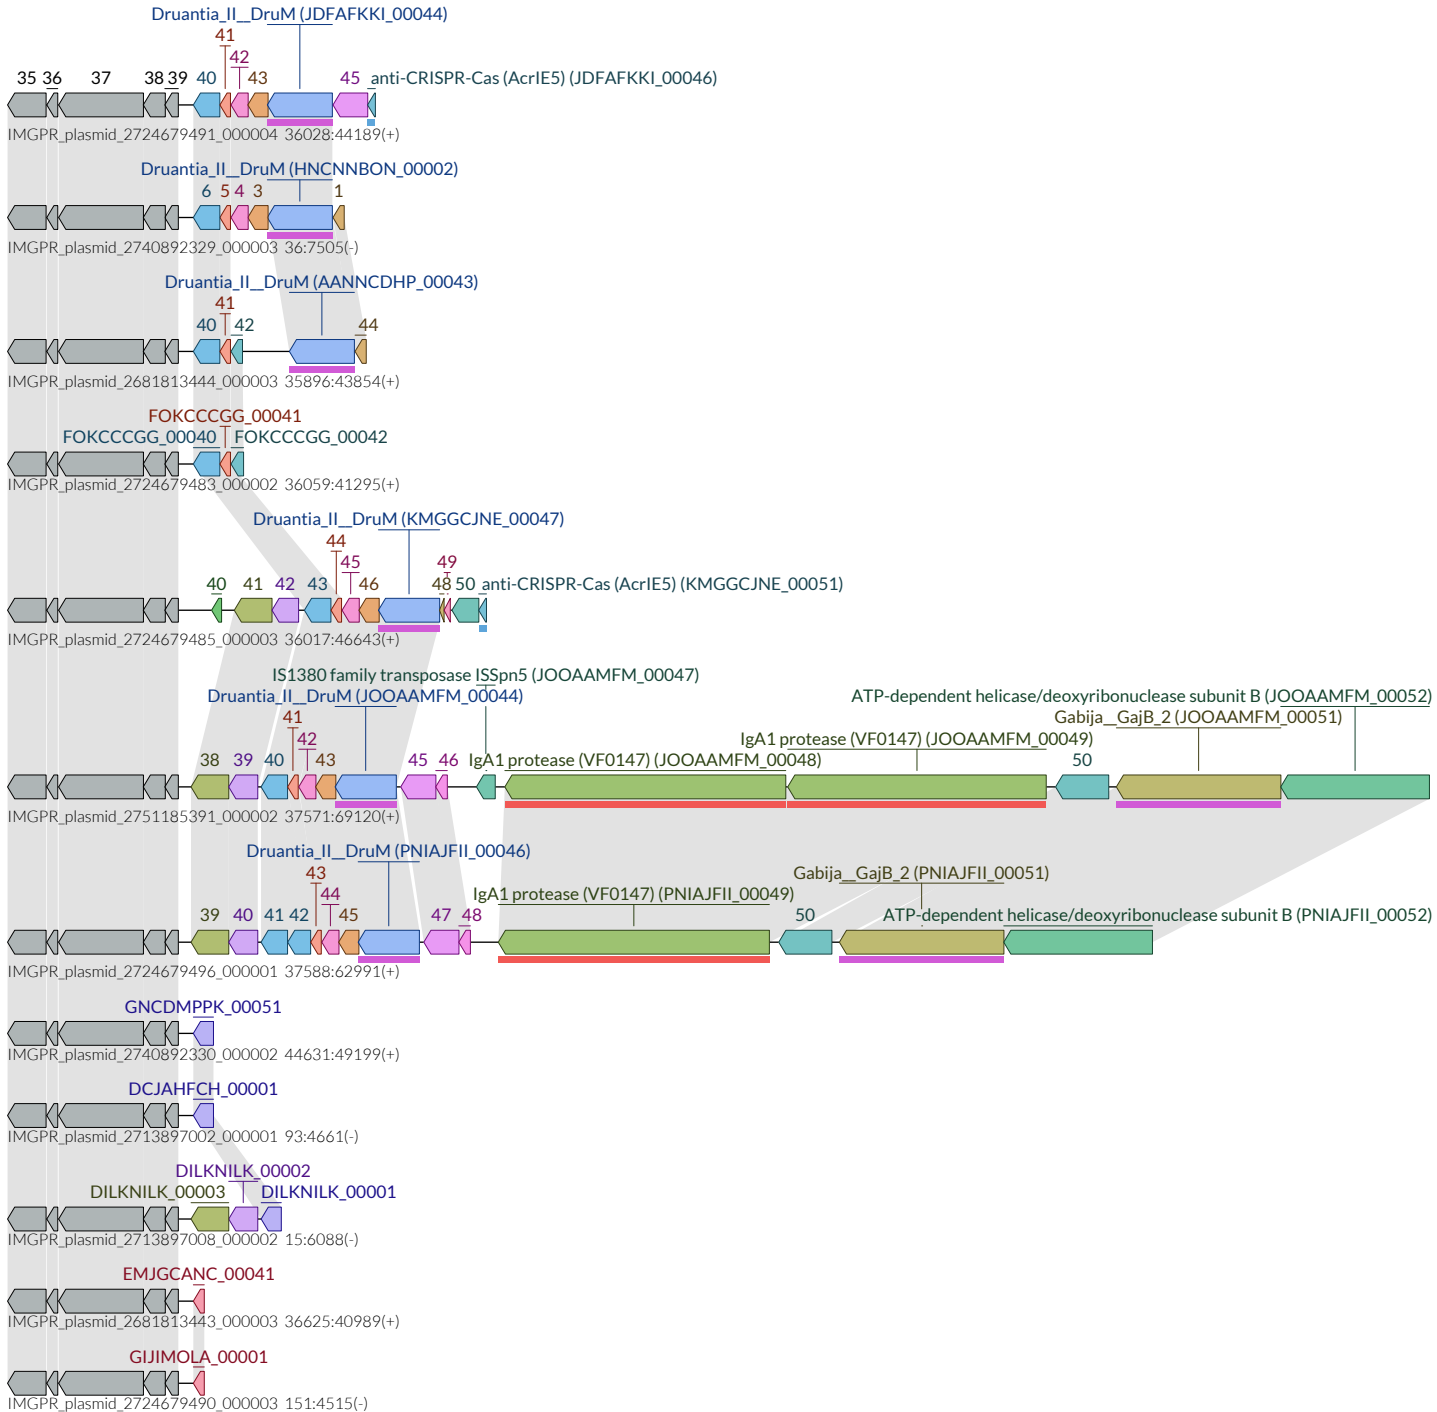 Druantia_II__DruM (JDFAFKKI_00044)
41
42
35 36 37 38 39 40 43 45 anti-CRISPR-Cas (AcrIE5) (JDFAFKKI_00046)
IMGPR_plasmid_2724679491_000004 36028:44189(+)
Druantia_II__DruM (HNCNNBON_00002)
6 5 4 3 1
IMGPR_plasmid_2740892329_000003 36:7505(-)
Druantia_II__DruM (AANNCDHP_00043)
41
40 42 44
IMGPR_plasmid_2681813444_000003 35896:43854(+)
FOKCCCGG_00041
FOKCCCGG_00040 FOKCCCGG_00042
IMGPR_plasmid_2724679483_000002 36059:41295(+)
Druantia_II__DruM (KMGGCJNE_00047)
44
45 49
40 41 42 43 46 48 50 anti-CRISPR-Cas (AcrIE5) (KMGGCJNE_00051)
IMGPR_plasmid_2724679485_000003 36017:46643(+)
IS1380 family transposase ISSpn5 (JOOAAMFM_00047)
Druantia_II__DruM (JOOAAMFM_00044) ATP-dependent helicase/deoxyribonuclease subunit B (JOOAAMFM_00052)
41 Gabija__GajB_2 (JOOAAMFM_00051)
42 IgA1 protease (VF0147) (JOOAAMFM_00049)
38 39 40 43 45 46 IgA1 protease (VF0147) (JOOAAMFM_00048) 50
IMGPR_plasmid_2751185391_000002 37571:69120(+)
Druantia_II__DruM (PNIAJFII_00046)
43 Gabija__GajB_2 (PNIAJFII_00051)
44 IgA1 protease (VF0147) (PNIAJFII_00049)
39 40 41 42 45 47 48 50 ATP-dependent helicase/deoxyribonuclease subunit B (PNIAJFII_00052)
IMGPR_plasmid_2724679496_000001 37588:62991(+)
GNCDMPPK_00051
IMGPR_plasmid_2740892330_000002 44631:49199(+)
DCJAHFCH_00001
IMGPR_plasmid_2713897002_000001 93:4661(-)
DILKNILK_00002
DILKNILK_00003 DILKNILK_00001
IMGPR_plasmid_2713897008_000002 15:6088(-)
EMJGCANC_00041
IMGPR_plasmid_2681813443_000003 36625:40989(+)
GIJIMOLA_00001
IMGPR_plasmid_2724679490_000003 151:4515(-)